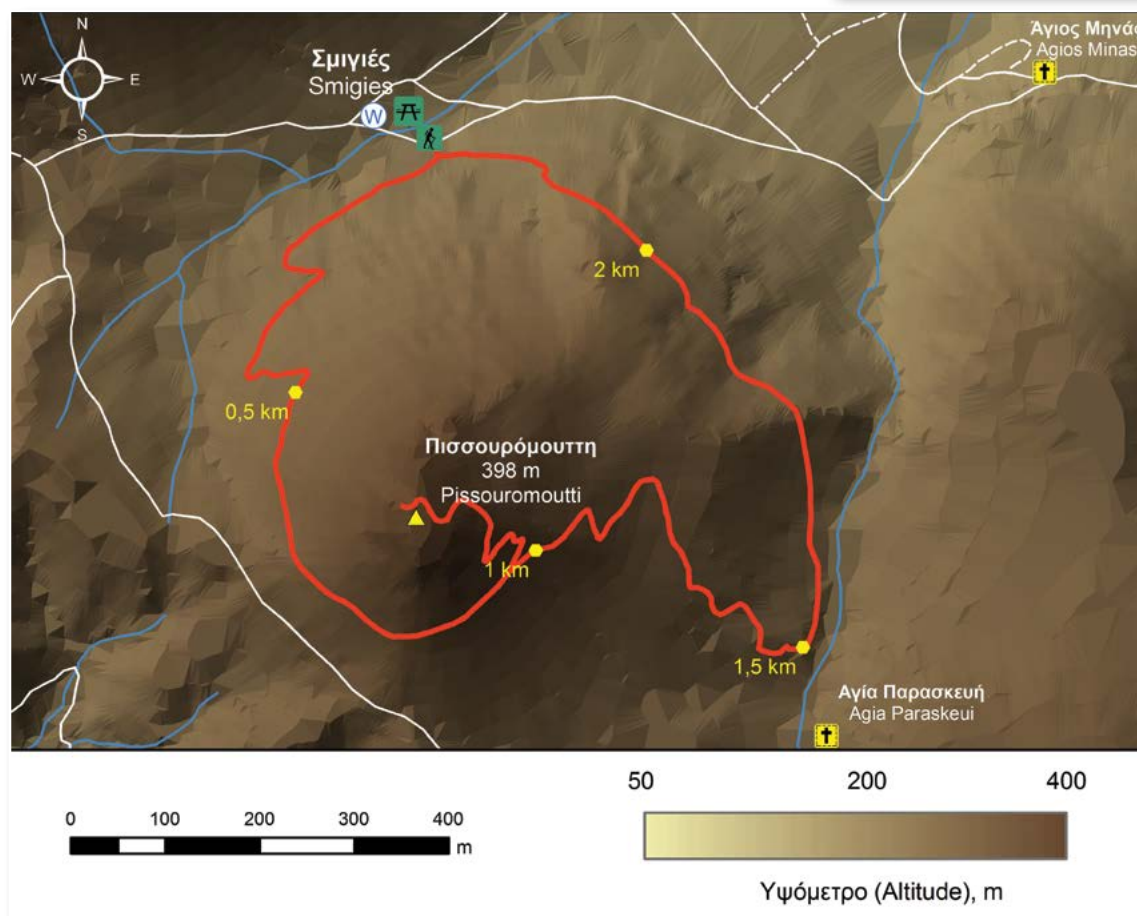 N
W
E
S
Σμιγιές
Smigies
W
Άγιος Μηνάς
Agios Minas
2 km
0,5 km
Πισσουρόμουττη
398 m
Pissouromoutti
1 km
1,5 km
Αγία Παρασκευή
Agia Paraskeui
0 100 200 300 400
m
50 200 400
Υψόμετρο (Altitude), m